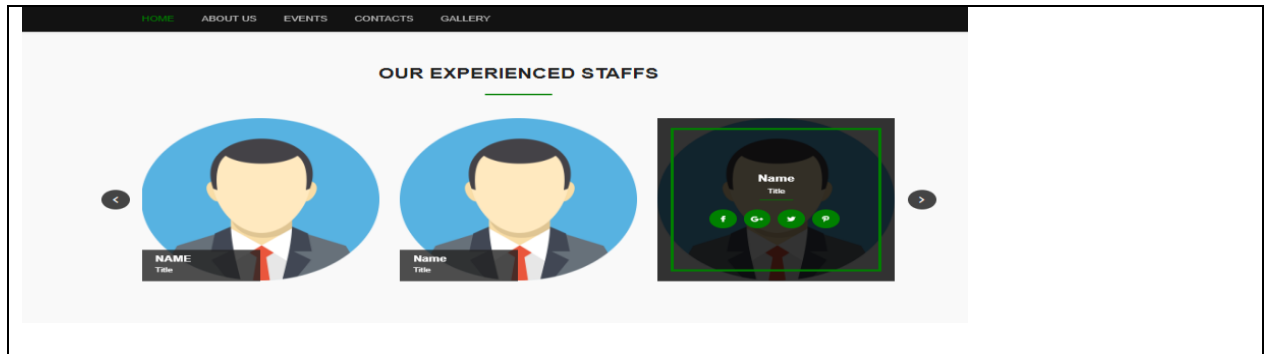 HOME ABOUT US EVENTS CONTACTS GALLERY
OUR EXPERIENCED STAFFS
NAME
Title
Name
Title
Name
Title